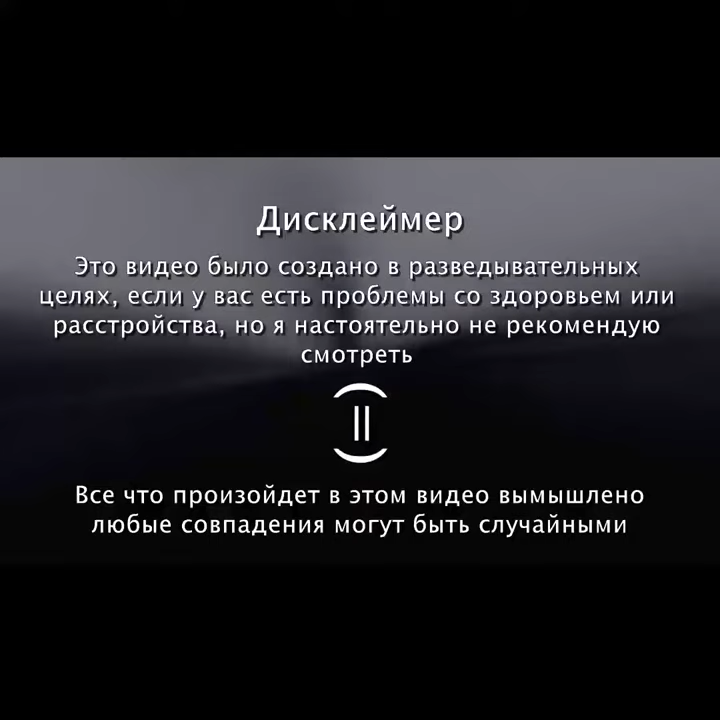 Дисклеймер
Это видео было создано в разведывательных
целях, если у вас есть проблемы со здоровьем или
расстройства, но я настоятельно не рекомендую
смотреть
Все что произойдет в этом видео вымышлено
любые совпадения могут быть случайными